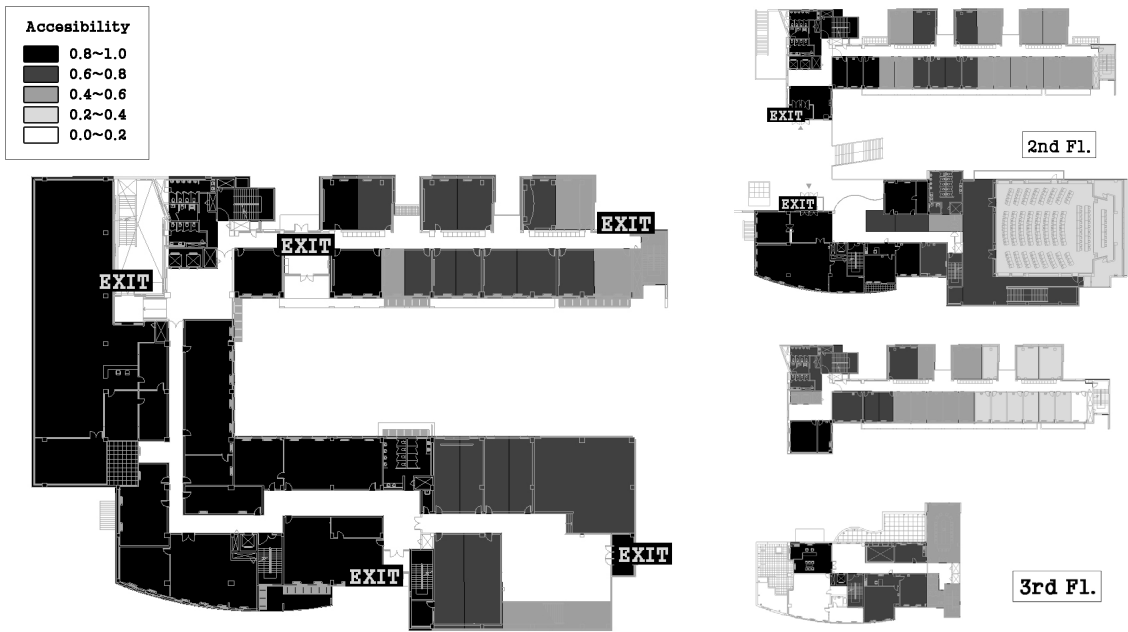 Accesibility
0.8~1.0
0.6~0.8
0.4~0.6
0.2~0.4
0.0~0.2
EXIT
2nd Fl.
EXIT
EXIT
EXIT
EXIT
EXIT
EXIT
3rd Fl.